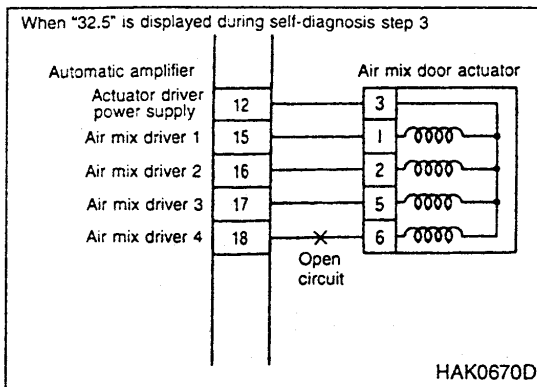 When "32.5" is displayed during self-diagnosis step 3
Automatic amplifier
Air mix door actuator
Actuator driver
power supply
12
3
Air mix driver 1
15
1
Air mix driver 2
16
2
Air mix driver 3
17
5
Air mix driver 4
18
6
Open
circuit
HAK0670D